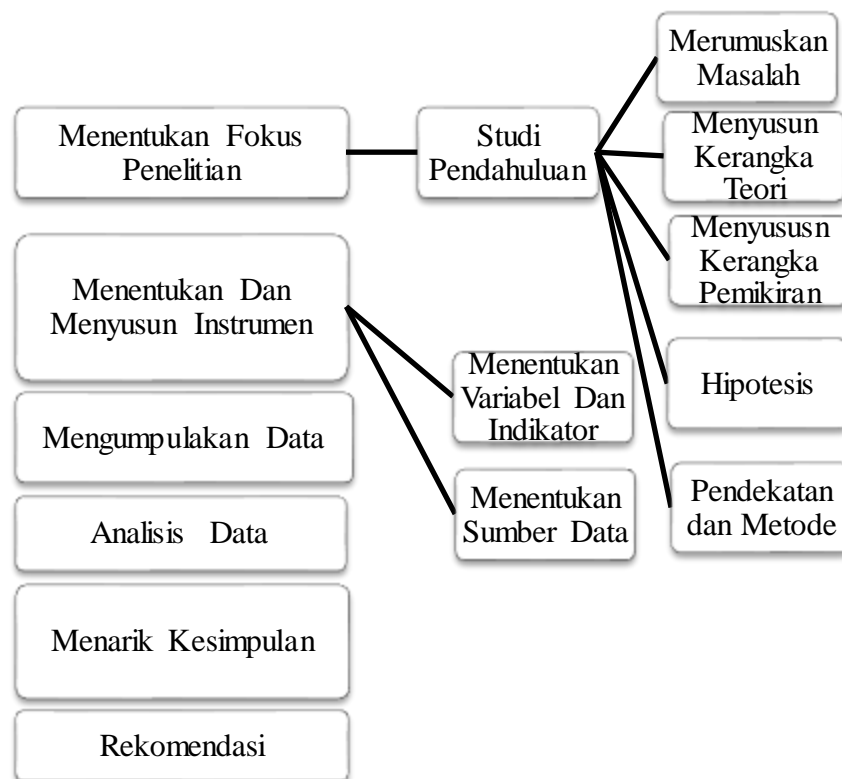 Menentukan Fokus
Penelitian
Studi
Pendahuluan
Merumuskan
Masalah
Menyusun
Kerangka
Teori
Menyususn
Kerangka
Pemikiran
Hipotesis
Pendekatan
dan Metode
Menentukan Dan
Menyusun Instrumen
Menentukan
Variabel Dan
Indikator
Menentukan
Sumber Data
Mengumpulakan Data
Analisis Data
Menarik Kesimpulan
Rekomendasi